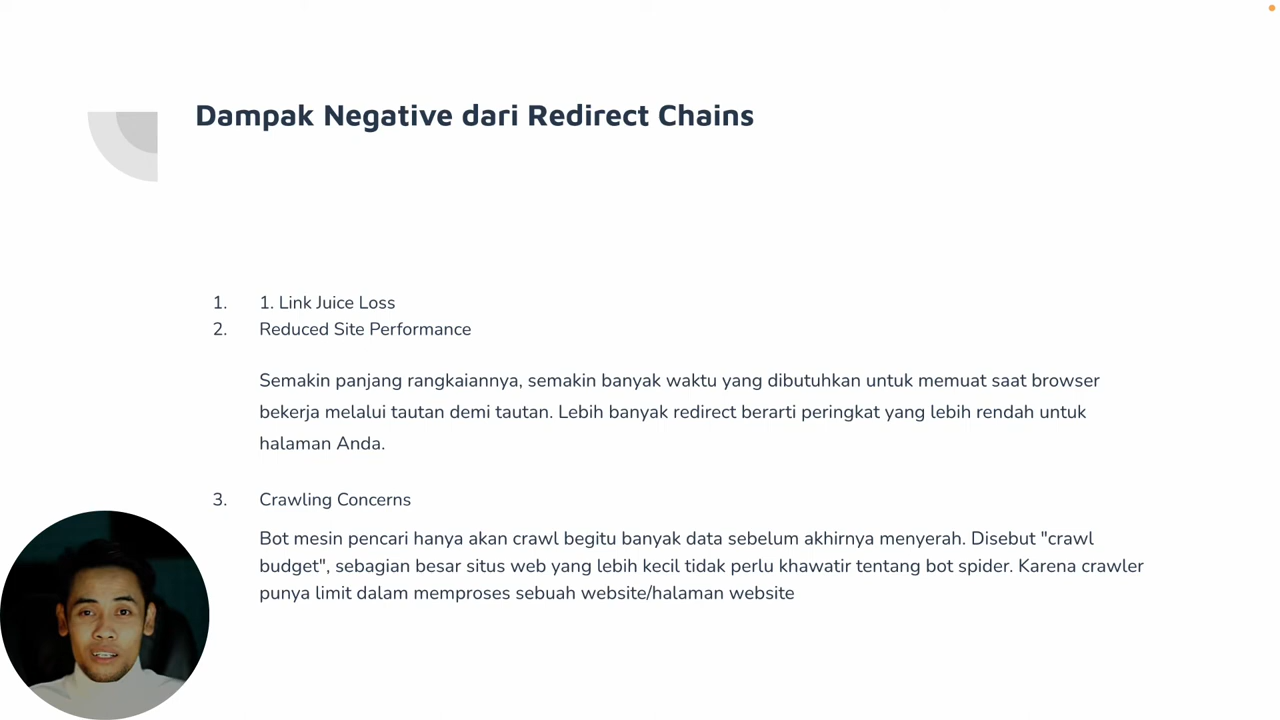 Dampak Negative dari Redirect Chains
1. 1. Link Juice Loss
2. Reduced Site Performance
Semakin panjang rangkaiannya, semakin banyak waktu yang dibutuhkan untuk memuat saat browser
bekerja melalui tautan demi tautan. Lebih banyak redirect berarti peringkat yang lebih rendah untuk
halaman Anda.
3. Crawling Concerns
Bot mesin pencari hanya akan crawl begitu banyak data sebelum akhirnya menyerah. Disebut "crawl
budget", sebagian besar situs web yang lebih kecil tidak perlu khawatir tentang bot spider. Karena crawler
punya limit dalam memproses sebuah website/halaman website